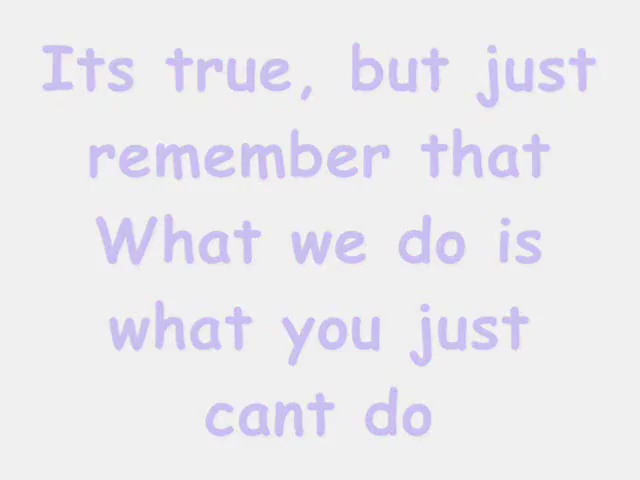 Its true, but just
remember that
What we do is
what you just
cant do